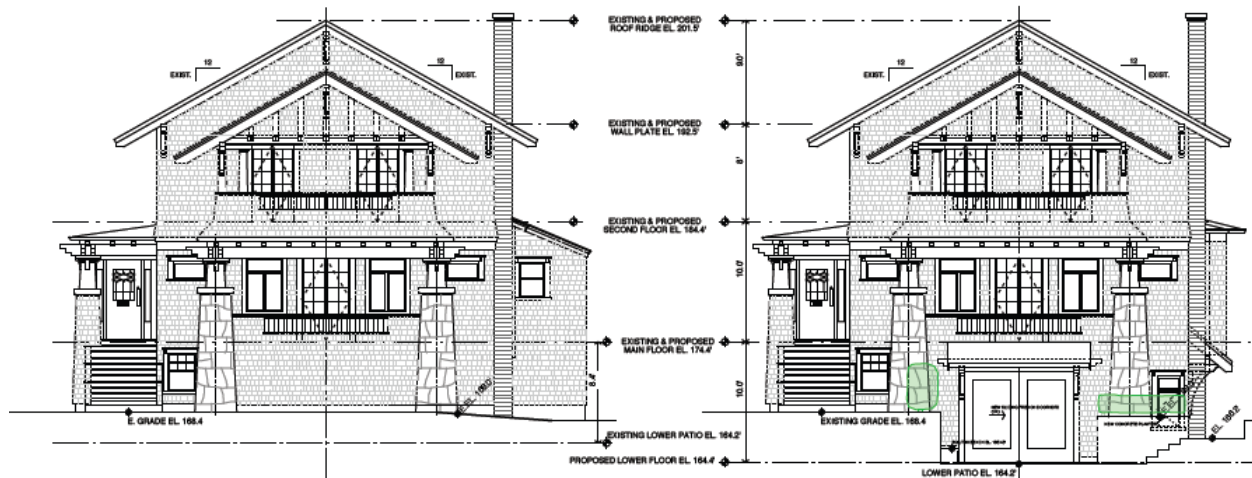 EXISTING & PROPOSED
ROOF RIDGE EL. 201.5'
12
EXIST.
12
EXIST.
12
EXIST.
12
EXIST.
9.0'
EXISTING & PROPOSED
WALL PLATE EL. 192.5'
8'
EXISTING & PROPOSED
SECOND FLOOR EL. 184.4'
10.0'
EXISTING & PROPOSED
MAIN FLOOR EL. 174.4'
8.4'
10.0'
E. GRADE EL. 168.4
EXISTING GRADE EL. 168.4
EXISTING LOWER PATIO EL. 164.2'
PROPOSED LOWER FLOOR EL. 164.4'
LOWER PATIO EL. 164.2'